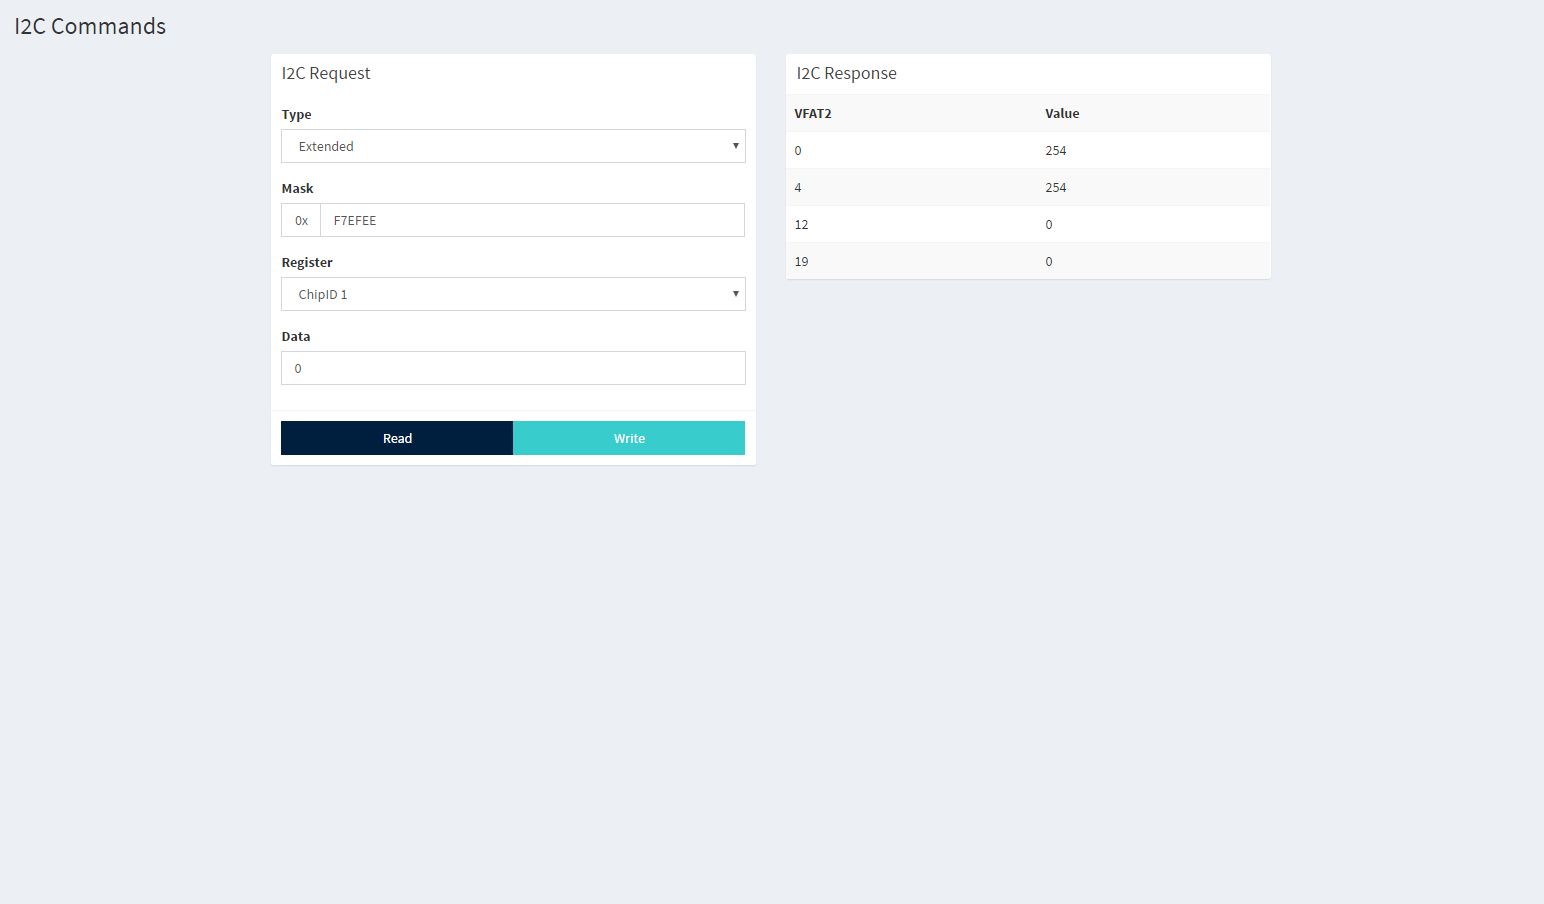 I2C Commands
I2C Request
Type
Extended
Mask
0x F7EFEE
Register
ChipID 1
Data
0
Read Write
I2C Response
VFAT2 Value
0 254
4 254
12 0
19 0